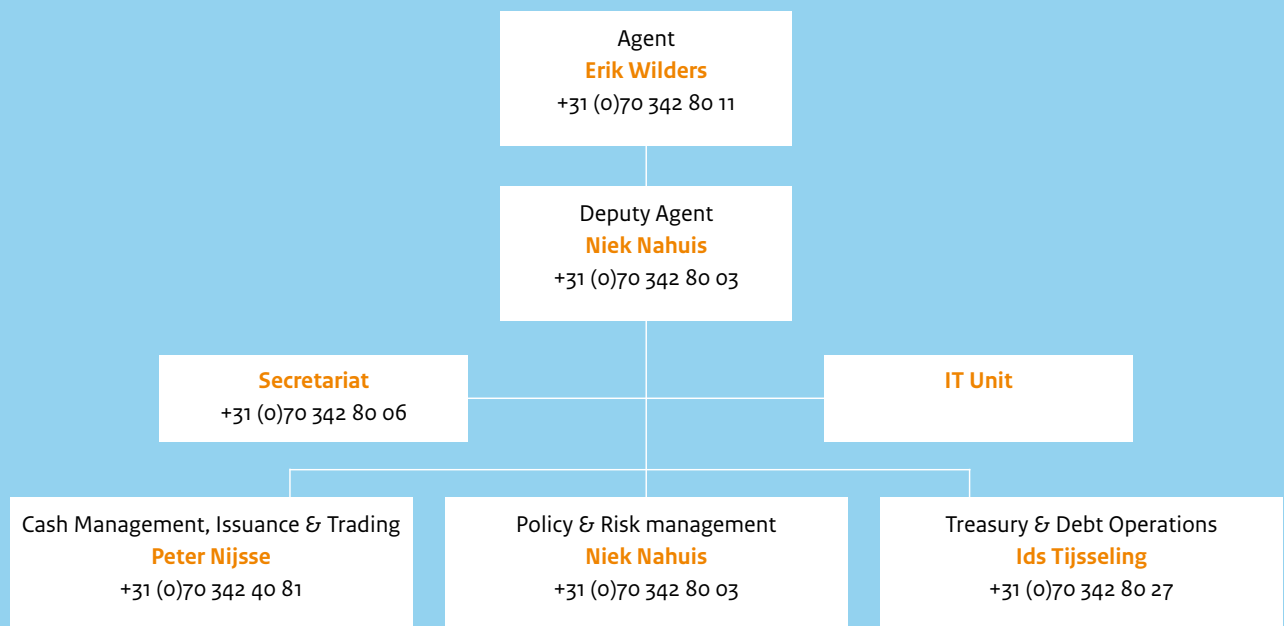 Agent
Erik Wilders
+31 (0)70 342 80 11
Deputy Agent
Niek Nahuis
+31 (0)70 342 80 03
Secretariat
+31 (0)70 342 80 06
IT Unit
Cash Management, Issuance & Trading
Peter Nijsse
+31 (0)70 342 40 81
Policy & Risk management
Niek Nahuis
+31 (0)70 342 80 03
Treasury & Debt Operations
Ids Tijsseling
+31 (0)70 342 80 27